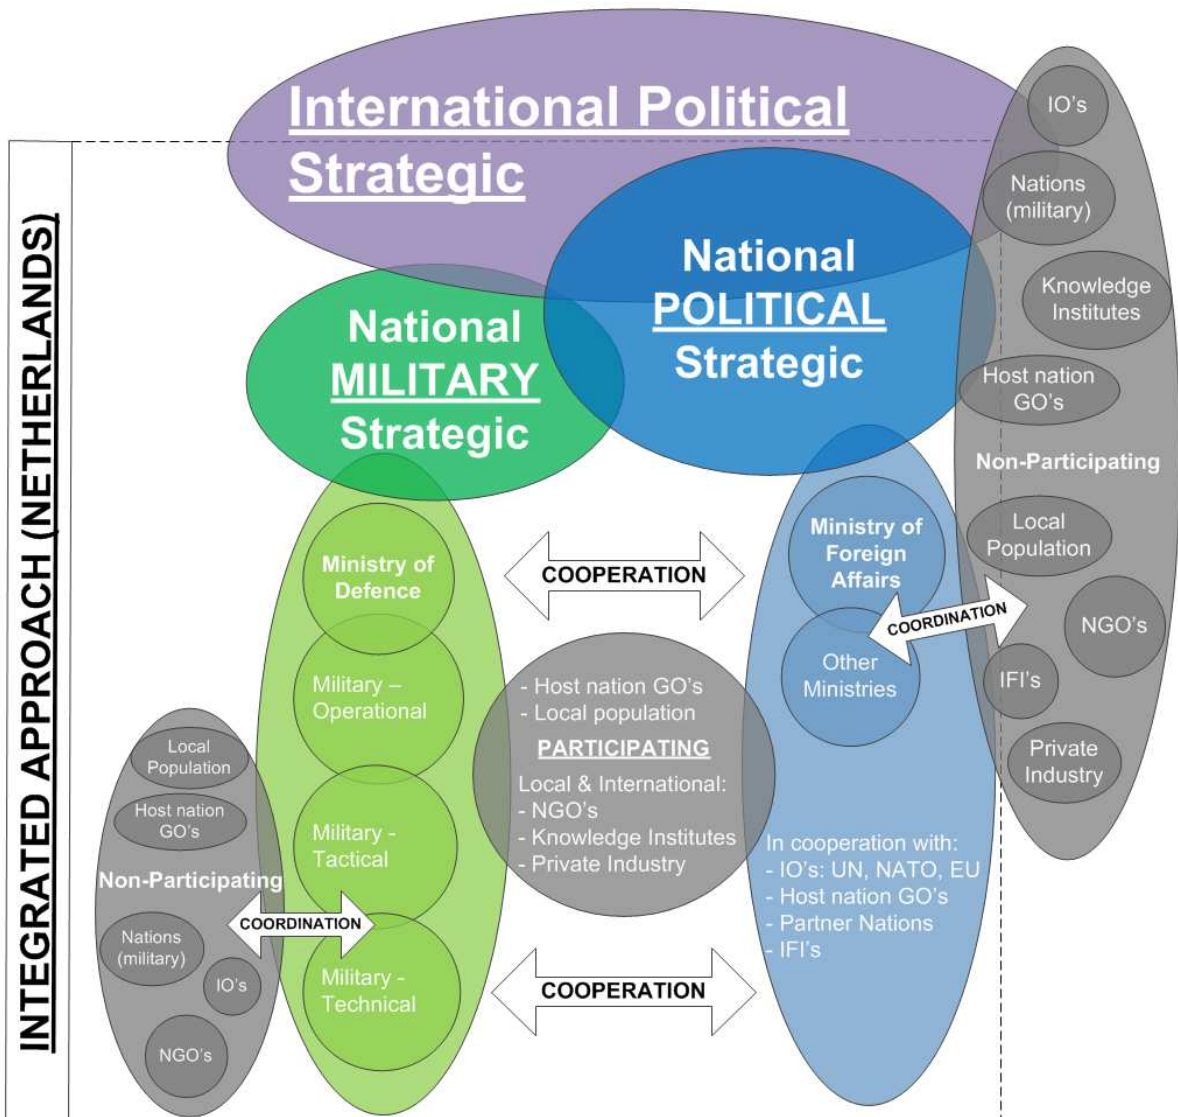 INTEGRATED APPROACH (NETHERLANDS)
International Political
Strategic
National
POLITICAL
Strategic
National
MILITARY
Strategic
IO's
Nations
(military)
Knowledge
Institutes
Host nation
GO's
Non-Participating
Local
Population
NGO's
IFI's
Private
Industry
Ministry of
Defence
Military –
Operational
Military -
Tactical
Military -
Technical
COOPERATION
Ministry of
Foreign
Affairs
COORDINATION
Other
Ministries
- Host nation GO's
- Local population
PARTICIPATING
Local & International:
- NGO's
- Knowledge Institutes
- Private Industry
In cooperation with:
- IO's: UN, NATO, EU
- Host nation GO's
- Partner Nations
- IFI's
Local
Population
Host nation
GO's
Non-Participating
COORDINATION
Nations
(military)
IO's
NGO's
COOPERATION